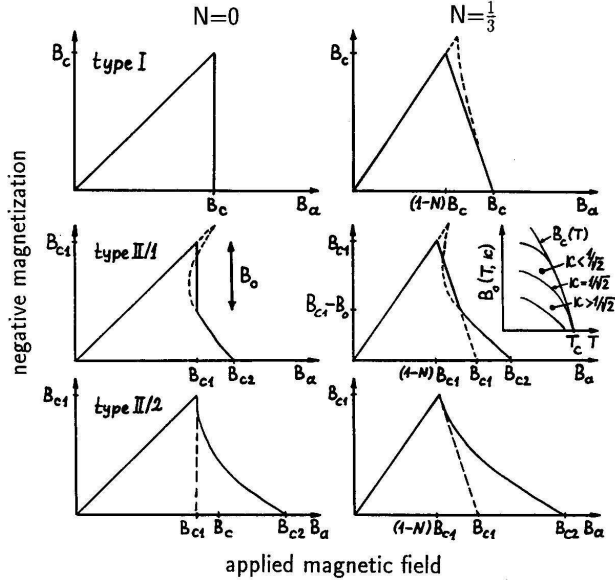 N=0
N=1/3
negative magnetization
B_c
type I
B_c
B_a
B_c
(1-N)B_c
B_c
B_a
B_c1
type II/1
B_o
B_c1
B_c2
B_a
B_c1
B_c1-B_o
(1-N)B_c1
B_c1
B_c2
B_a
B_o(T,κ)
B_c(T)
κ<1/√2
κ=1/√2
κ>1/√2
T_c
T
B_c1
type II/2
B_c1
B_c
B_c2
B_a
B_c1
(1-N)B_c1
B_c1
B_c2
B_a
applied magnetic field